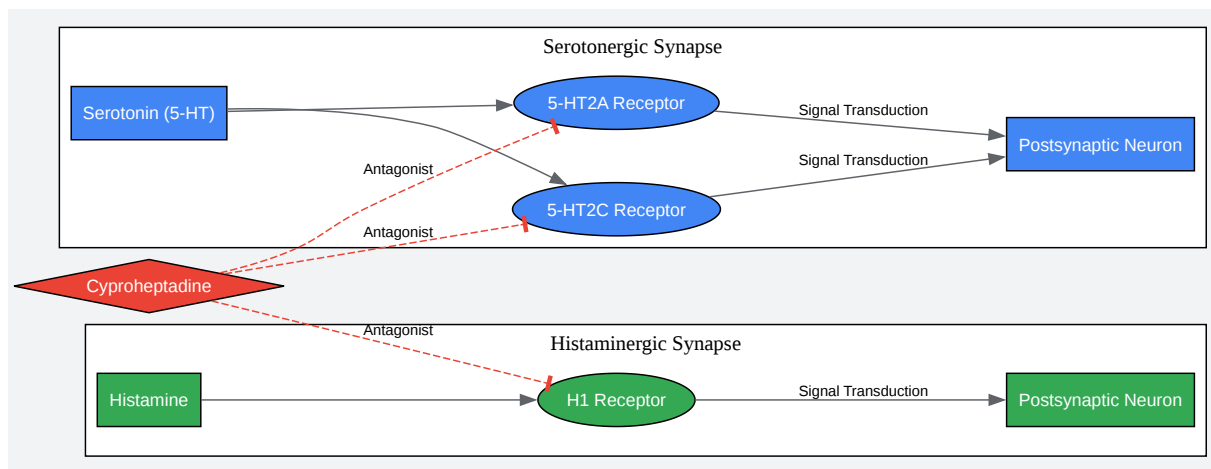 Serotonergic Synapse
Serotonin (5-HT)
5-HT2A Receptor
Signal Transduction
Postsynaptic Neuron
Signal Transduction
Antagonist
5-HT2C Receptor
Antagonist
Cyproheptadine
Antagonist
Histaminergic Synapse
Histamine
H1 Receptor
Signal Transduction
Postsynaptic Neuron